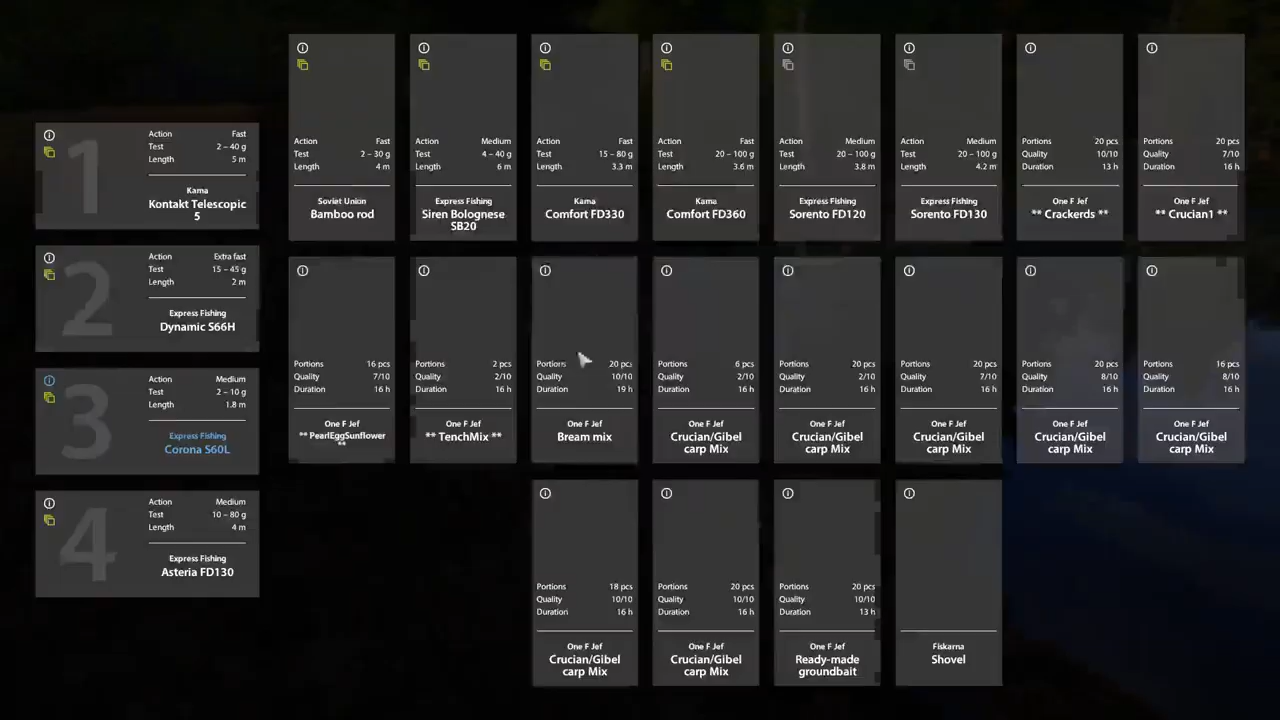 1
Action Fast
Test 2 – 40 g
Length 5 m
Kama
Kontakt Telescopic
5
2
Action Extra fast
Test 15 – 45 g
Length 2 m
Express Fishing
Dynamic S66H
3
Action Medium
Test 2 – 10 g
Length 1.8 m
Express Fishing
Corona S60L
4
Action Medium
Test 10 – 80 g
Length 4 m
Express Fishing
Asteria FD130
Action Fast
Test 2 – 30 g
Length 4 m
Soviet Union
Bamboo rod
Action Medium
Test 4 – 40 g
Length 6 m
Express Fishing
Siren Bolognese
SB20
Action Fast
Test 15 – 80 g
Length 3.3 m
Kama
Comfort FD330
Action Fast
Test 20 – 100 g
Length 3.6 m
Kama
Comfort FD360
Action Medium
Test 20 – 100 g
Length 3.8 m
Express Fishing
Sorento FD120
Action Medium
Test 20 – 100 g
Length 4.2 m
Express Fishing
Sorento FD130
Portions 20 pcs
Quality 10/10
Duration 13 h
One F Jef
** Crackerds **
Portions 20 pcs
Quality 7/10
Duration 16 h
One F Jef
** Crucian1 **
Portions 16 pcs
Quality 7/10
Duration 16 h
One F Jef
** PearlEggSunflower
**
Portions 2 pcs
Quality 2/10
Duration 16 h
One F Jef
** TenchMix **
Portions 20 pcs
Quality 10/10
Duration 19 h
One F Jef
Bream mix
Portions 6 pcs
Quality 2/10
Duration 16 h
One F Jef
Crucian/Gibel
carp Mix
Portions 20 pcs
Quality 2/10
Duration 16 h
One F Jef
Crucian/Gibel
carp Mix
Portions 20 pcs
Quality 7/10
Duration 16 h
One F Jef
Crucian/Gibel
carp Mix
Portions 20 pcs
Quality 8/10
Duration 16 h
One F Jef
Crucian/Gibel
carp Mix
Portions 16 pcs
Quality 8/10
Duration 16 h
One F Jef
Crucian/Gibel
carp Mix
Portions 18 pcs
Quality 10/10
Duration 16 h
One F Jef
Crucian/Gibel
carp Mix
Portions 20 pcs
Quality 10/10
Duration 16 h
One F Jef
Crucian/Gibel
carp Mix
Portions 20 pcs
Quality 10/10
Duration 13 h
One F Jef
Ready-made
groundbait
Fiskarna
Shovel